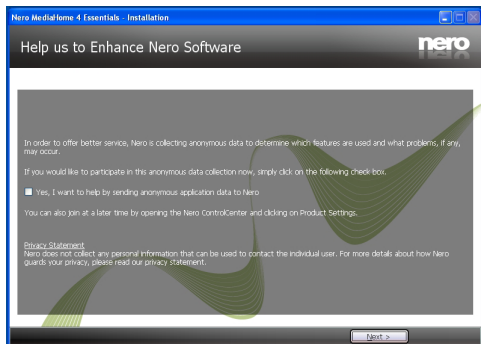 Nero MediaHome 4 Essentials - Installation
Help us to Enhance Nero Software
nero
In order to offer better service, Nero is collecting anonymous data to determine which features are used and what problems, if any,
may occur.
If you would like to participate in this anonymous data collection now, simply click on the following check box.
Yes, I want to help by sending anonymous application data to Nero
You can also join at a later time by opening the Nero ControlCenter and clicking on Product Settings.
Privacy Statement
Nero does not collect any personal information that can be used to contact the individual user. For more details about how Nero
guards your privacy, please read our privacy statement.
Next >